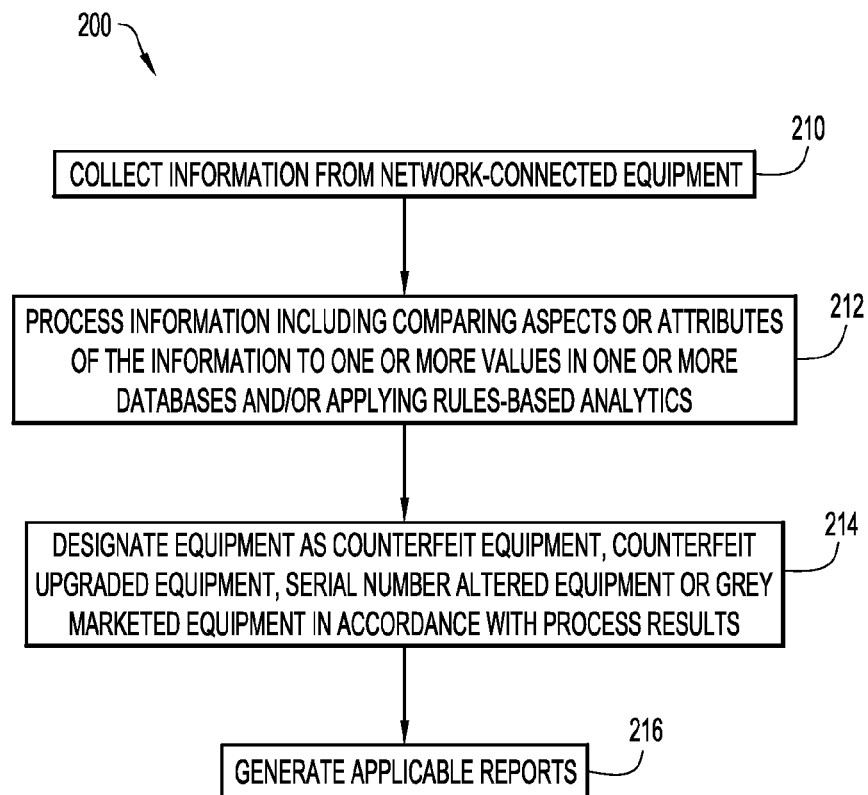 200
210
COLLECT INFORMATION FROM NETWORK-CONNECTED EQUIPMENT
212
PROCESS INFORMATION INCLUDING COMPARING ASPECTS OR ATTRIBUTES
OF THE INFORMATION TO ONE OR MORE VALUES IN ONE OR MORE
DATABASES AND/OR APPLYING RULES-BASED ANALYTICS
214
DESIGNATE EQUIPMENT AS COUNTERFEIT EQUIPMENT, COUNTERFEIT
UPGRADED EQUIPMENT, SERIAL NUMBER ALTERED EQUIPMENT OR GREY
MARKETED EQUIPMENT IN ACCORDANCE WITH PROCESS RESULTS
216
GENERATE APPLICABLE REPORTS